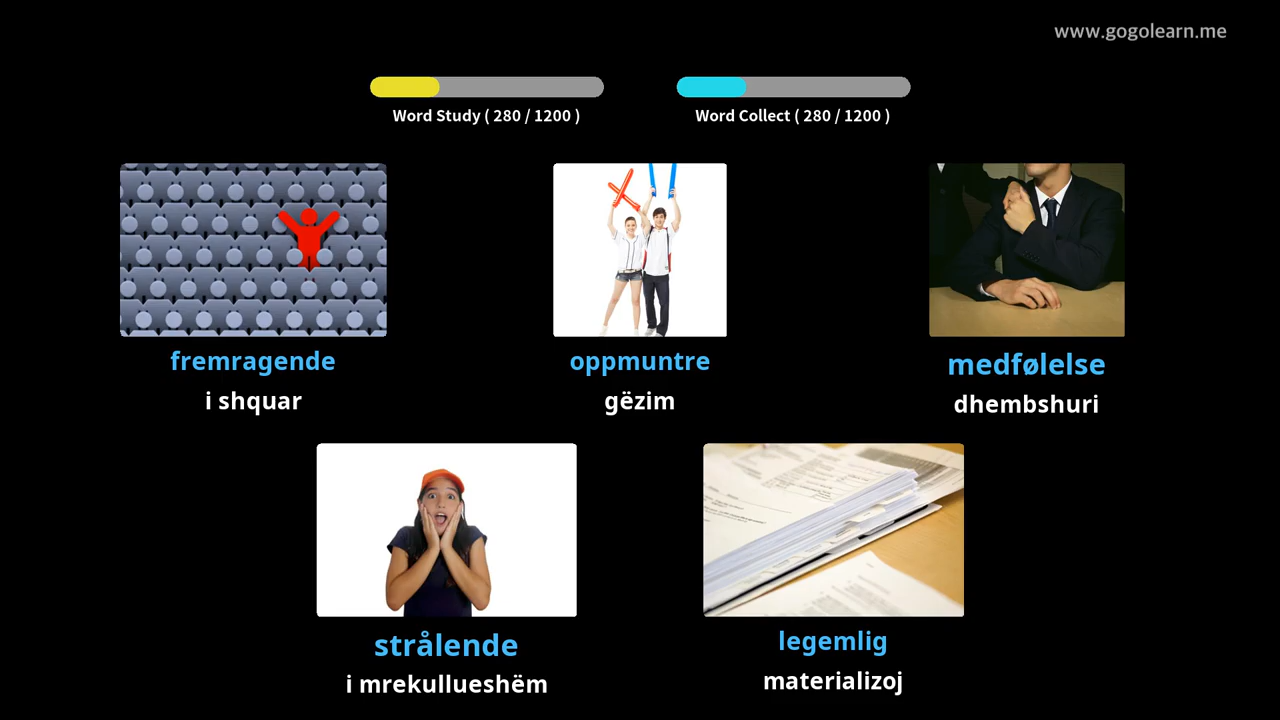 www.gogolearn.me
Word Study ( 280 / 1200 )
Word Collect ( 280 / 1200 )
fremragende
i shquar
oppmuntre
gëzim
medfølelse
dhembshuri
strålende
i mrekullueshëm
legemlig
materializoj